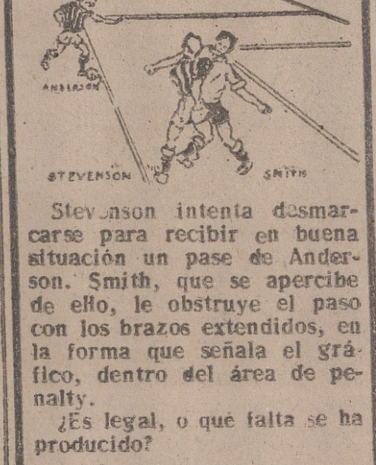 ANDERSON
STEVENSON SMITH
Stevenson intenta desmar-
carse para recibir en buena
situación un pase de Ander-
son. Smith, que se apercibe
de ello, le obstruye el paso
con los brazos extendidos, en
la forma que señala el grá-
fico, dentro del área de pe-
nalty.
¿Es legal, o qué falta se ha
producido?